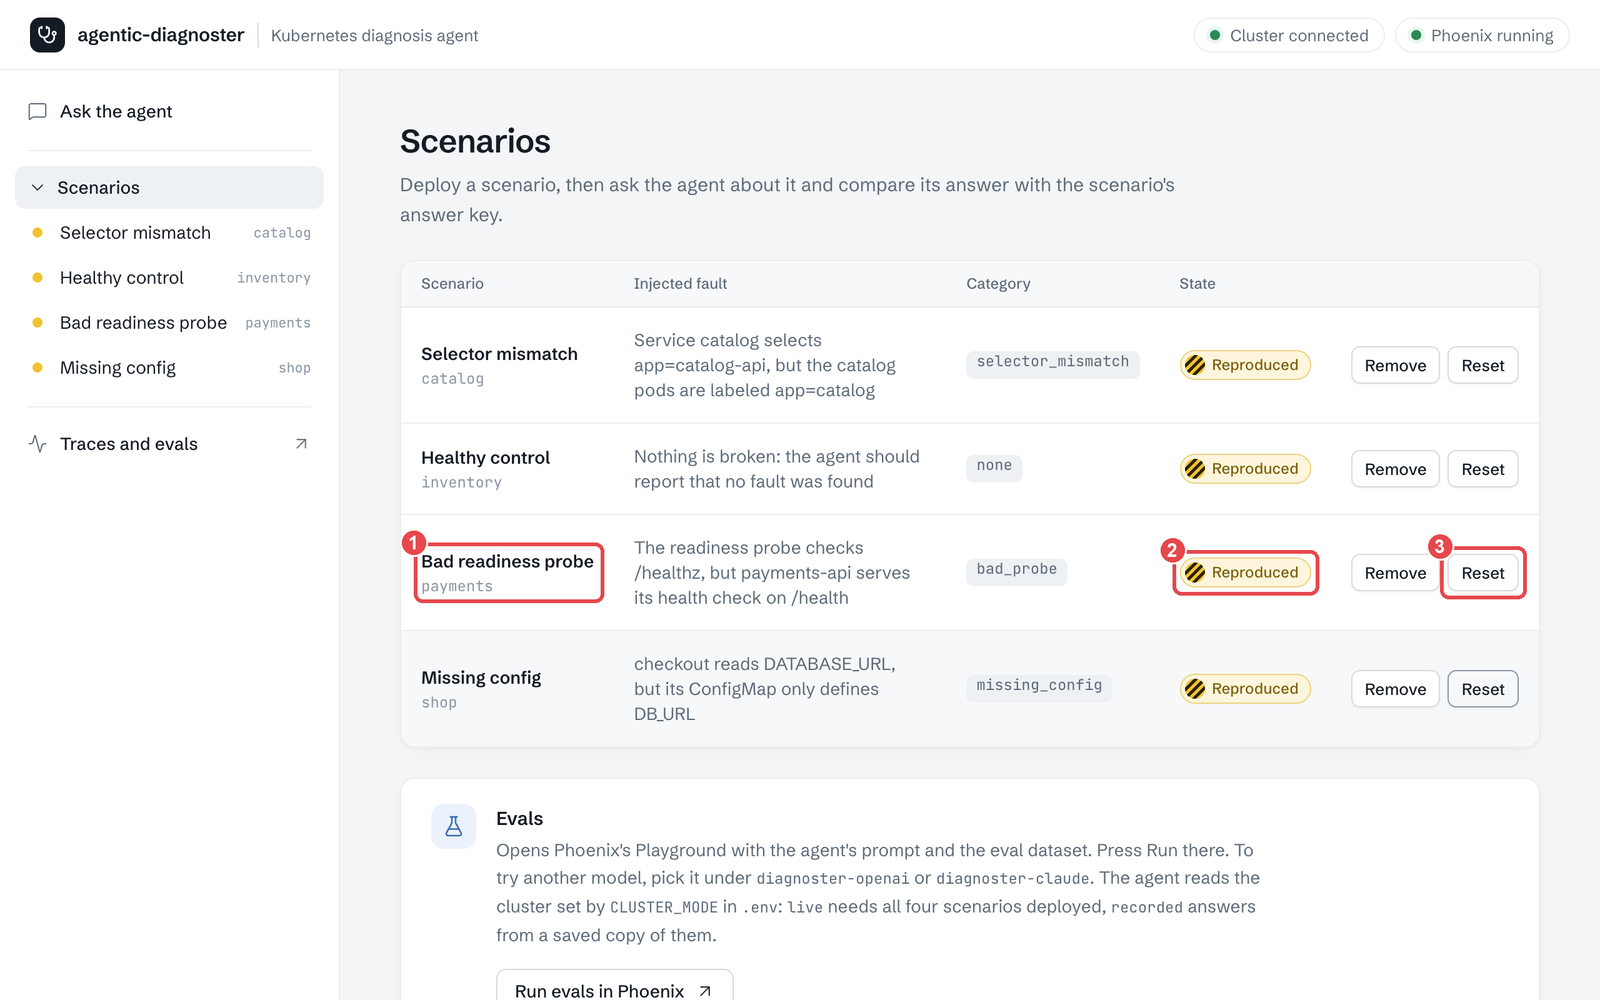 agentic-diagnoster
Kubernetes diagnosis agent
Cluster connected
Phoenix running
Ask the agent
Scenarios
Selector mismatch catalog
Healthy control inventory
Bad readiness probe payments
Missing config shop
Traces and evals
Scenarios
Deploy a scenario, then ask the agent about it and compare its answer with the scenario's
answer key.
Scenario Injected fault Category State
Selector mismatch
catalog
Service catalog selects
app=catalog-api, but the catalog
pods are labeled app=catalog
selector_mismatch
Reproduced
Remove
Reset
Healthy control
inventory
Nothing is broken: the agent should
report that no fault was found
none
Reproduced
Remove
Reset
1
Bad readiness probe
payments
The readiness probe checks
/healthz, but payments-api serves
its health check on /health
bad_probe
2
Reproduced
Remove
3
Reset
Missing config
shop
checkout reads DATABASE_URL,
but its ConfigMap only defines
DB_URL
missing_config
Reproduced
Remove
Reset
Evals
Opens Phoenix's Playground with the agent's prompt and the eval dataset. Press Run there. To
try another model, pick it under diagnoster-openai or diagnoster-claude. The agent reads the
cluster set by CLUSTER_MODE in .env: live needs all four scenarios deployed, recorded answers
from a saved copy of them.
Run evals in Phoenix